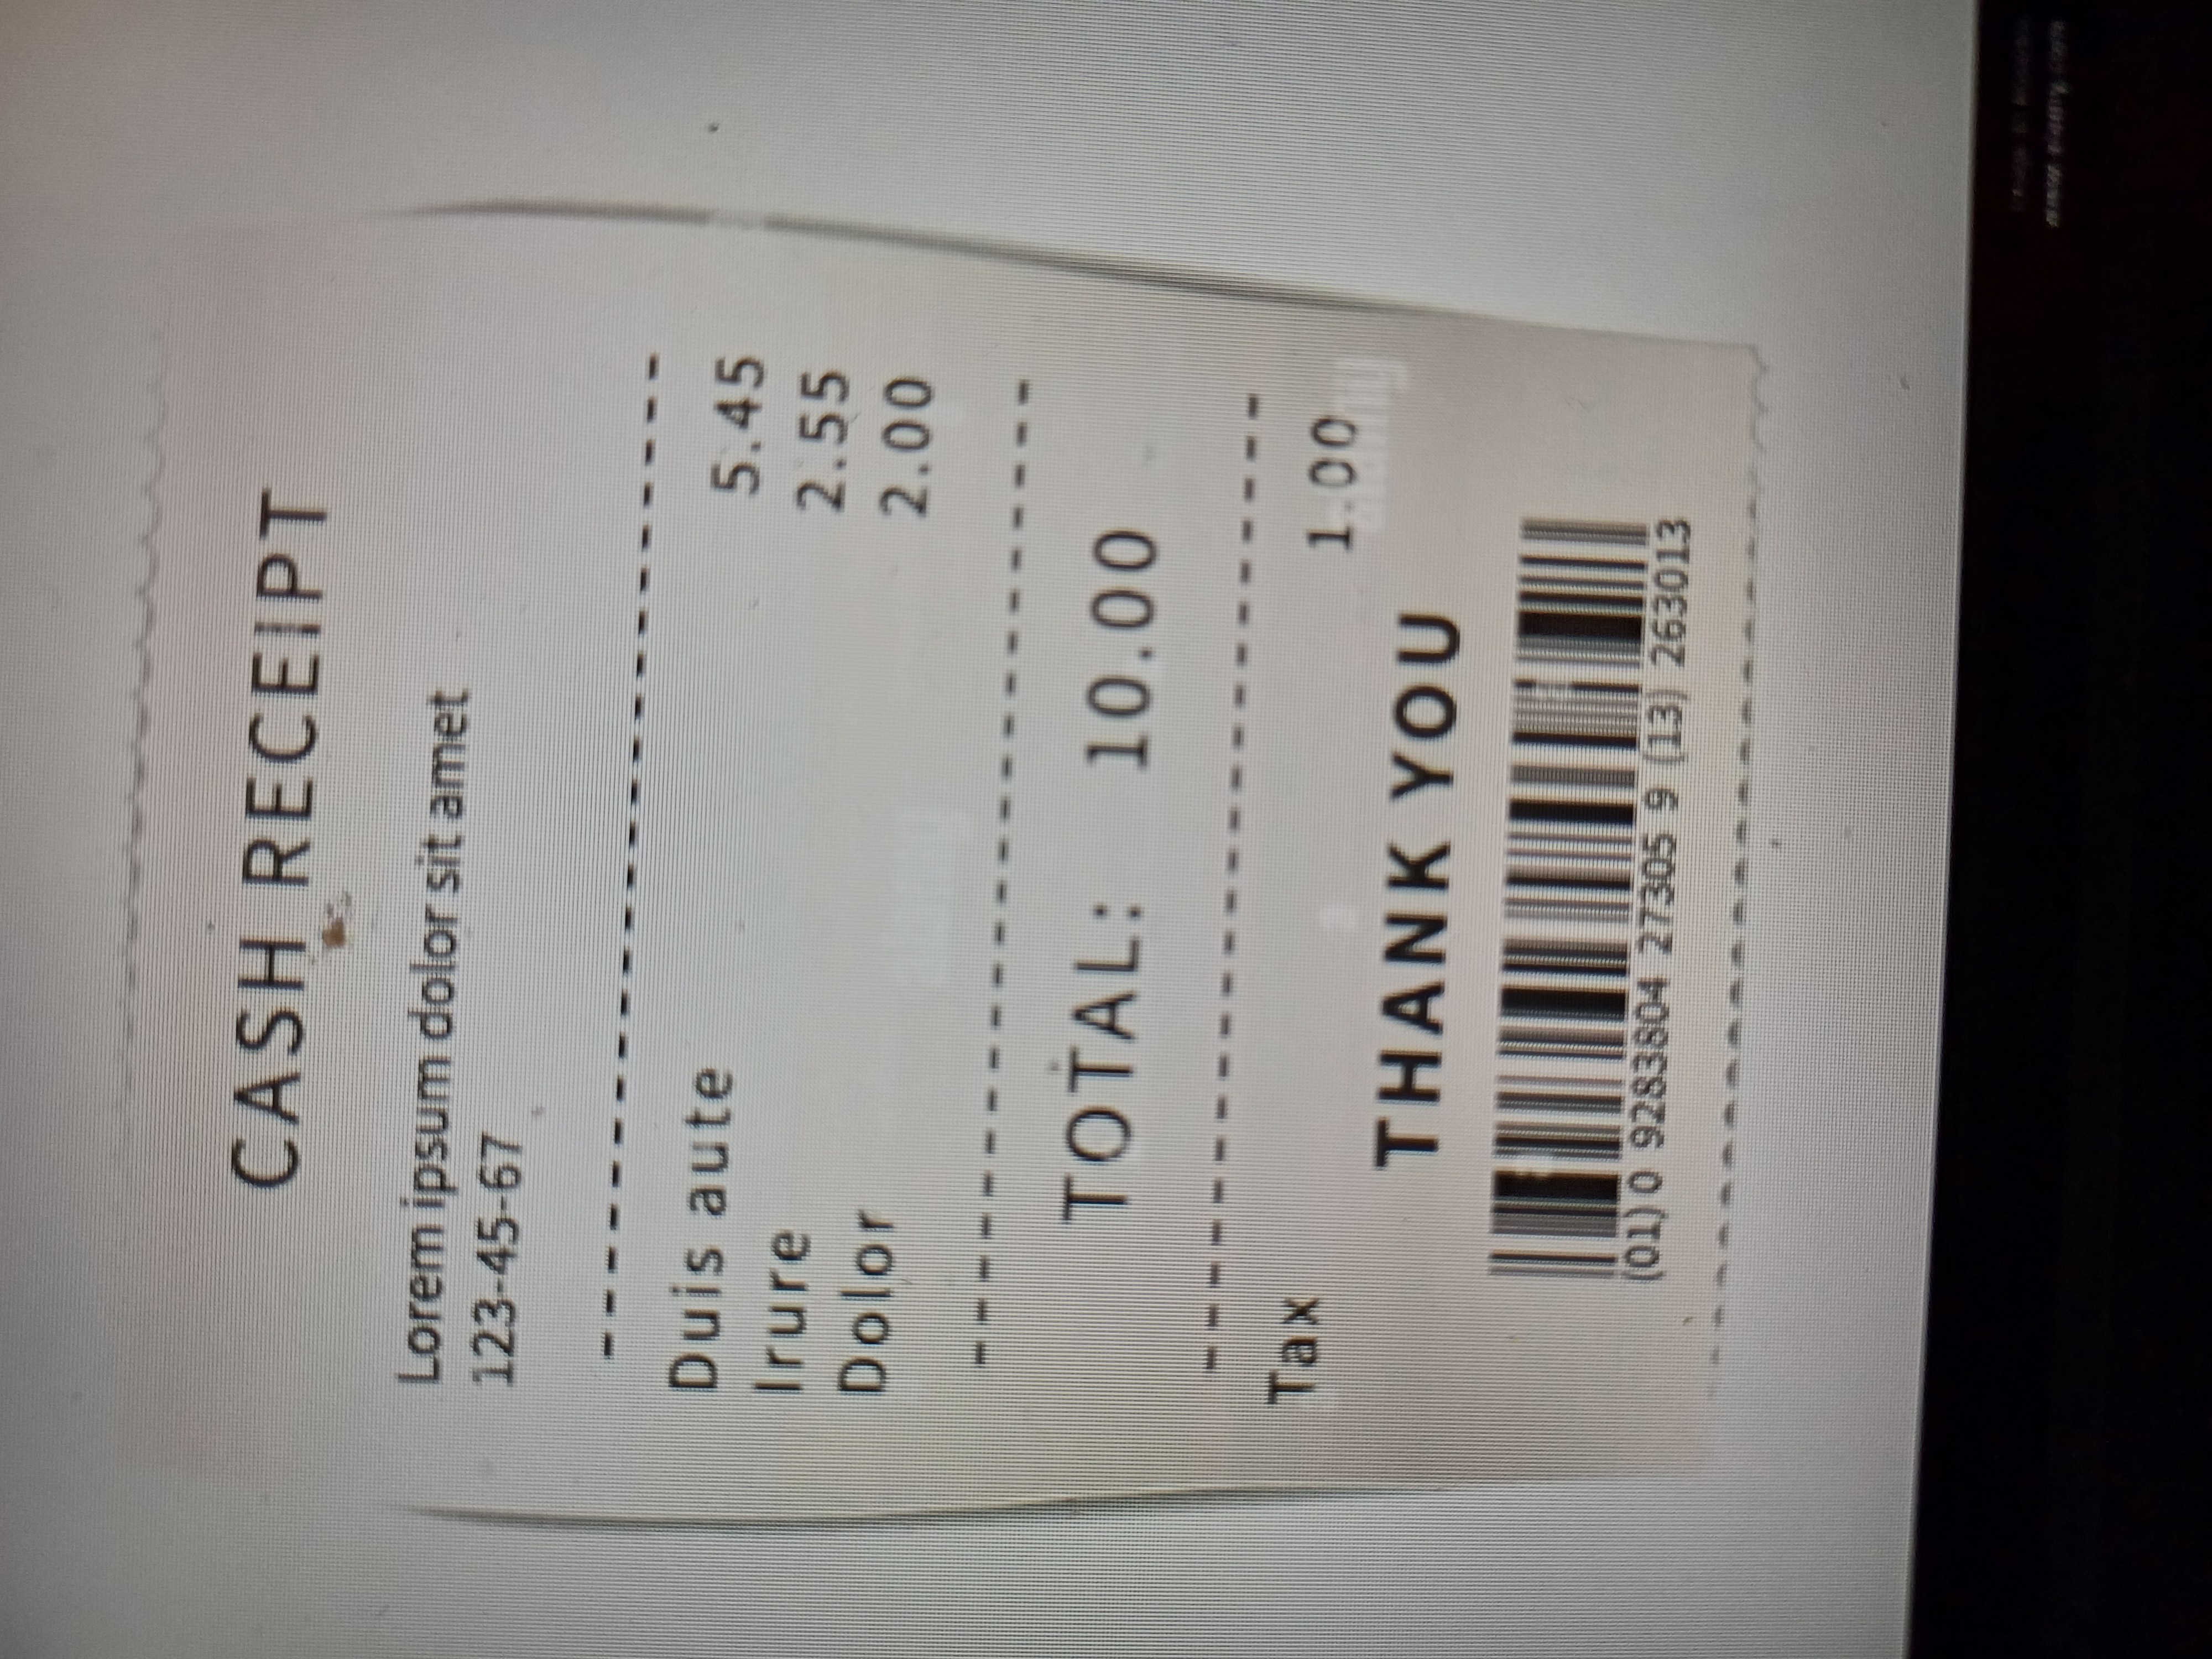 CASH RECEIPT
Lorem ipsum dolor sit amet
123-45-67
Duis aute 5.45
Irure 2.55
Dolor 2.00
TOTAL: 10.00
Tax 1.00
THANK YOU
(01) 0 9283804 27305 9 (13) 263013
alamy
www.alamy.com